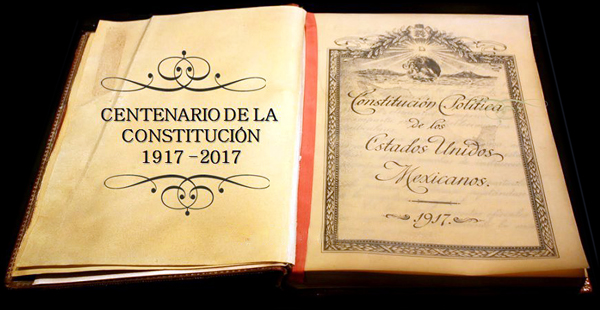 CENTENARIO DE LA
CONSTITUCIÓN
1917 –2017
Constitución Política
de los
Estados Unidos
Mexicanos.
1917.